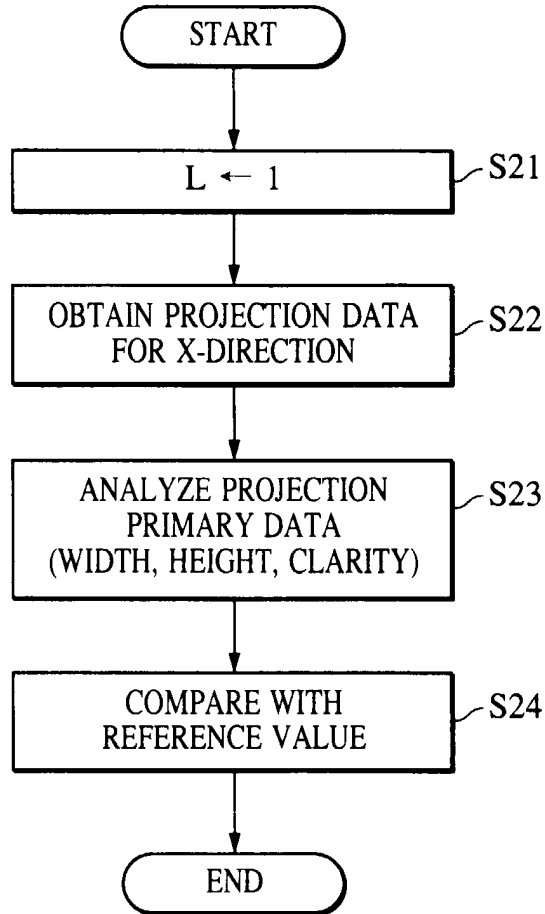 START
L ← 1
S21
OBTAIN PROJECTION DATA
FOR X-DIRECTION
S22
ANALYZE PROJECTION
PRIMARY DATA
(WIDTH, HEIGHT, CLARITY)
S23
COMPARE WITH
REFERENCE VALUE
S24
END